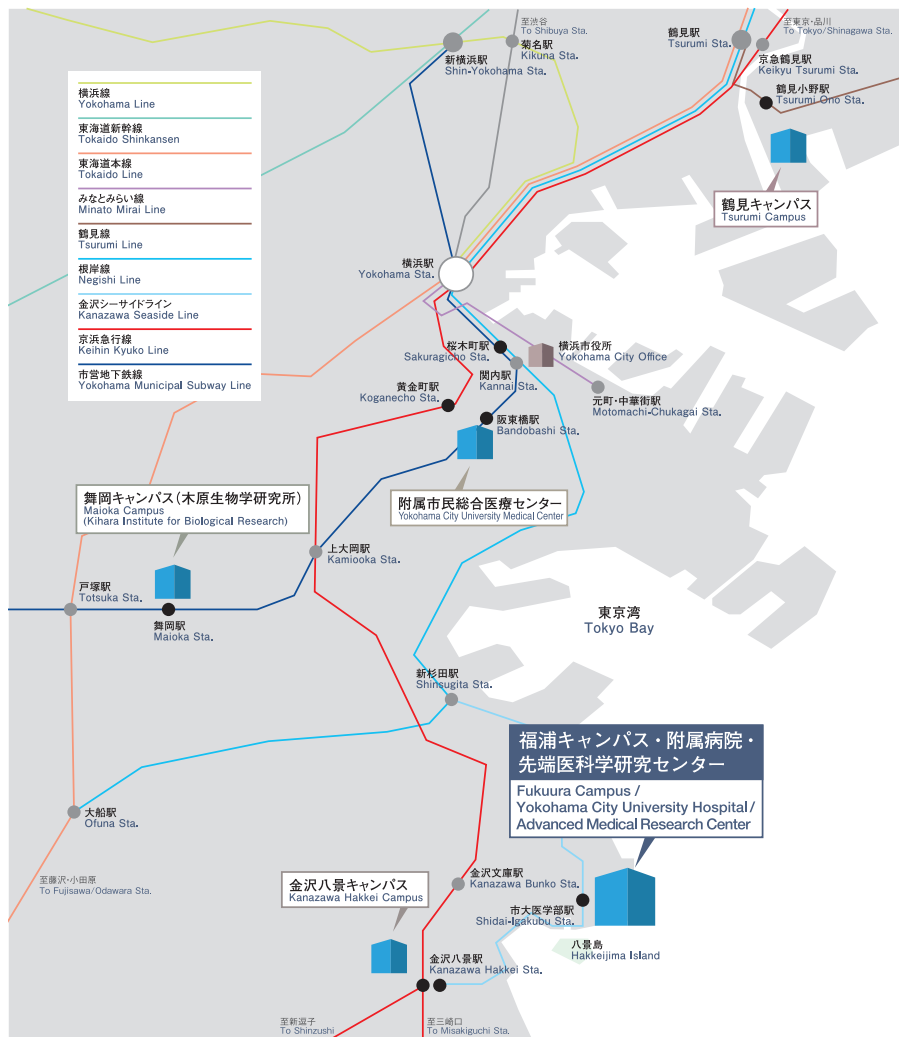 至渋谷
To Shibuya Sta.
菊名駅
Kikuna Sta.
新横浜駅
Shin-Yokohama Sta.
鶴見駅
Tsurumi Sta.
至東京・品川
To Tokyo/Shinagawa Sta.
京急鶴見駅
Keikyu Tsurumi Sta.
鶴見小野駅
Tsurumi Ono Sta.
鶴見キャンパス
Tsurumi Campus
横浜線
Yokohama Line
東海道新幹線
Tokaido Shinkansen
東海道本線
Tokaido Line
みなとみらい線
Minato Mirai Line
鶴見線
Tsurumi Line
根岸線
Negishi Line
金沢シーサイドライン
Kanazawa Seaside Line
京浜急行線
Keihin Kyuko Line
市営地下鉄線
Yokohama Municipal Subway Line
横浜駅
Yokohama Sta.
桜木町駅
Sakuragicho Sta.
横浜市役所
Yokohama City Office
関内駅
Kannai Sta.
黄金町駅
Koganecho Sta.
元町・中華街駅
Motomachi-Chukagai Sta.
阪東橋駅
Bandobashi Sta.
舞岡キャンパス(木原生物学研究所)
Maioka Campus
(Kihara Institute for Biological Research)
附属市民総合医療センター
Yokohama City University Medical Center
上大岡駅
Kamiooka Sta.
戸塚駅
Totsuka Sta.
舞岡駅
Maioka Sta.
東京湾
Tokyo Bay
新杉田駅
Shinsugita Sta.
福浦キャンパス・附属病院・
先端医科学研究センター
Fukuura Campus /
Yokohama City University Hospital/
Advanced Medical Research Center
大船駅
Ofuna Sta.
至藤沢・小田原
To Fujisawa/Odawara Sta.
金沢八景キャンパス
Kanazawa Hakkei Campus
金沢文庫駅
Kanazawa Bunko Sta.
市大医学部駅
Shidai-Igakubu Sta.
八景島
Hakkeijima Island
金沢八景駅
Kanazawa Hakkei Sta.
至新逗子
To Shinzushi
至三崎口
To Misakiguchi Sta.